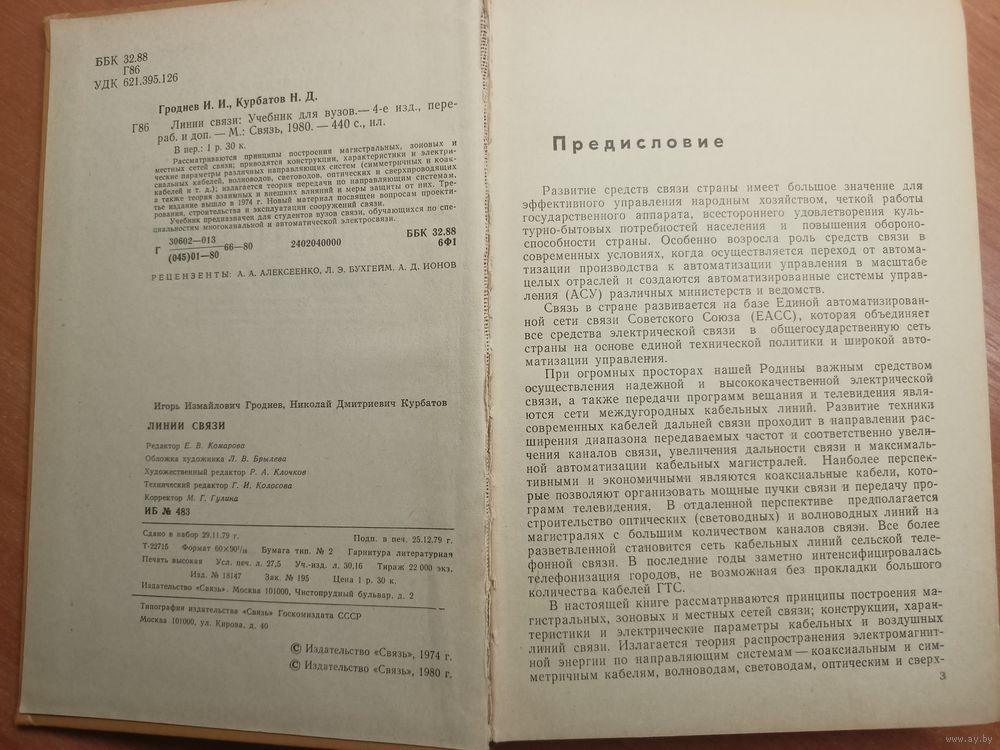 ББК 32.88
Г86
УДК 621.395.126
Гроднев И. И., Курбатов Н. Д.
Г86 Линии связи: Учебник для вузов.— 4-е изд., пере-
раб. и доп. — М.: Связь, 1980. — 440 с., ил.
В пер.: 1 р. 30 к.
Рассматриваются принципы построения магистральных, зоновых и
местных сетей связи; приводятся конструкции, характеристики и электри-
ческие параметры различных направляющих систем (симметричных и коак-
сиальных кабелей, волноводов, световодов, оптических и сверхпроводящих
кабелей и т. д.); излагается теория передачи по направляющим системам,
а также теория взаимных и внешних влияний и меры защиты от них. Тре-
тье издание вышло в 1974 г. Новый материал посвящен вопросам проекти-
рования, строительства и эксплуатации сооружений связи.
Учебник предназначен для студентов вузов связи, обучающихся по спе-
циальностям многоканальной и автоматической электросвязи.
Г 30602—013
(045)01—80 66—80 2402040000 ББК 32.88
6Ф1
РЕЦЕНЗЕНТЫ: А. А. АЛЕКСЕЕНКО, Л. Э. БУХГЕЙМ, А. Д. ИОНОВ
Игорь Измайлович Гроднев, Николай Дмитриевич Курбатов
ЛИНИИ СВЯЗИ
Редактор Е. В. Комарова
Обложка художника Л. В. Брылева
Художественный редактор Р. А. Клочков
Технический редактор Г. И. Колосова
Корректор М. Г. Гулина
ИБ № 483
Сдано в набор 29.11.79 г. Подп. в печ. 25.12.79 г.
Т-22715 Формат 60×90¹/₁₆ Бумага тип. № 2 Гарнитура литературная
Печать высокая Усл. печ. л. 27,5 Уч.-изд. л. 30,16 Тираж 22 000 экз.
Изд. № 18147 Зак. № 195 Цена 1 р. 30 к.
Издательство «Связь». Москва 101000, Чистопрудный бульвар, д. 2
Типография издательства «Связь» Госкомиздата СССР
Москва 101000, ул. Кирова, д. 40
© Издательство «Связь», 1974 г.
© Издательство «Связь», 1980 г.
Предисловие
Развитие средств связи страны имеет большое значение для
эффективного управления народным хозяйством, четкой работы
государственного аппарата, всестороннего удовлетворения куль-
турно-бытовых потребностей населения и повышения обороно-
способности страны. Особенно возросла роль средств связи в
современных условиях, когда осуществляется переход от автома-
тизации производства к автоматизации управления в масштабе
целых отраслей и создаются автоматизированные системы управ-
ления (АСУ) различных министерств и ведомств.
Связь в стране развивается на базе Единой автоматизирован-
ной сети связи Советского Союза (ЕАСС), которая объединяет
все средства электрической связи в общегосударственную сеть
страны на основе единой технической политики и широкой авто-
матизации управления.
При огромных просторах нашей Родины важным средством
осуществления надежной и высококачественной электрической
связи, а также передачи программ вещания и телевидения явля-
ются сети междугородных кабельных линий. Развитие техники
современных кабелей дальней связи проходит в направлении рас-
ширения диапазона передаваемых частот и соответственно увели-
чения каналов связи, увеличения дальности связи и максималь-
ной автоматизации кабельных магистралей. Наиболее перспек-
тивными и экономичными являются коаксиальные кабели, кото-
рые позволяют организовать мощные пучки связи и передачу про-
грамм телевидения. В отдаленной перспективе предполагается
строительство оптических (световодных) и волноводных линий на
магистралях с большим количеством каналов связи. Все более
разветвленной становится сеть кабельных линий сельской теле-
фонной связи. В последние годы заметно интенсифицировалась
телефонизация городов, не возможная без прокладки большого
количества кабелей ГТС.
В настоящей книге рассматриваются принципы построения ма-
гистральных, зоновых и местных сетей связи; конструкции, харак-
теристики и электрические параметры кабельных и воздушных
линий связи. Излагается теория распространения электромагнит-
ной энергии по направляющим системам — коаксиальным и сим-
метричным кабелям, волноводам, световодам, оптическим и сверх-
3
www.ay.by